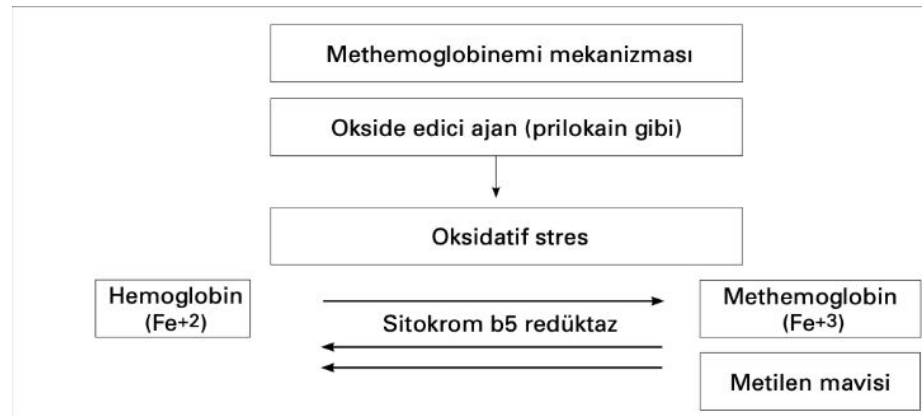 Methemoglobinemi mekanizması
Okside edici ajan (prilokain gibi)
Oksidatif stres
Hemoglobin
(Fe+2)
Sitokrom b5 redüktaz
Methemoglobin
(Fe+3)
Metilen mavisi